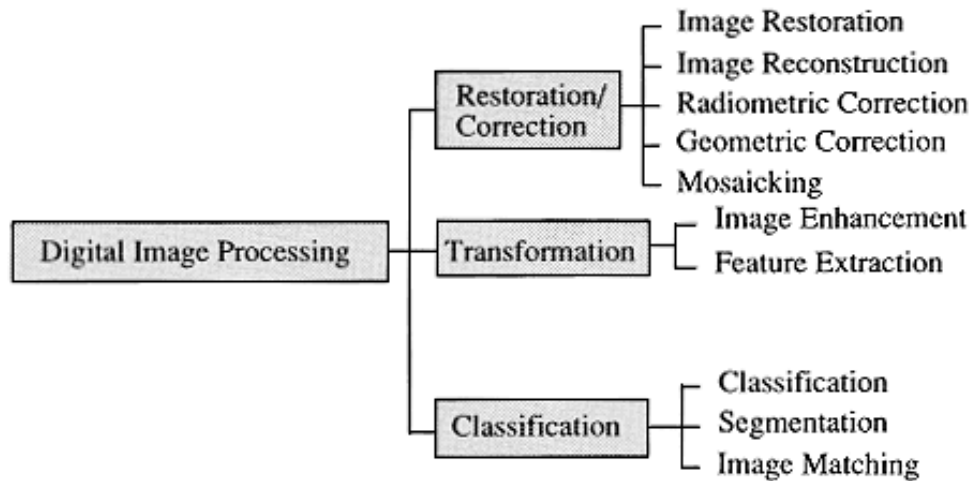 Digital Image Processing
Restoration/
Correction
Image Restoration
Image Reconstruction
Radiometric Correction
Geometric Correction
Mosaicking
Transformation
Image Enhancement
Feature Extraction
Classification
Classification
Segmentation
Image Matching